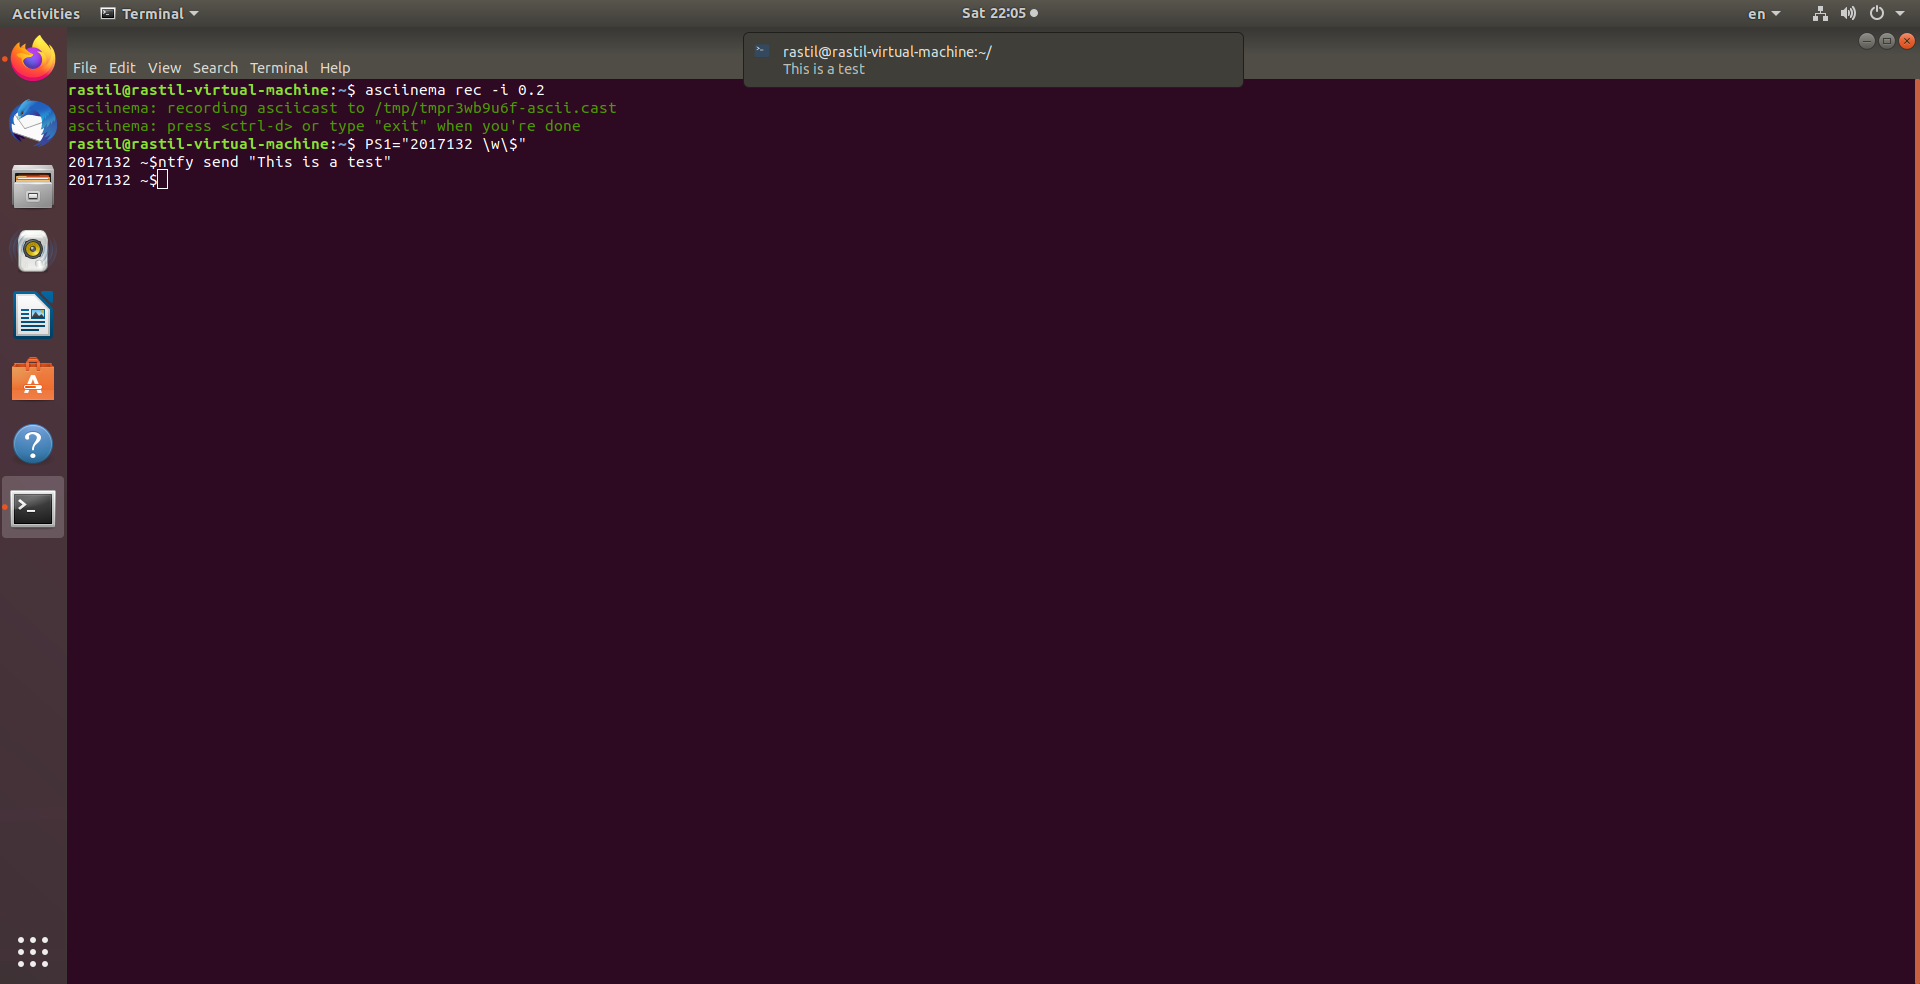 Activities Terminal Sat 22:05 en
rastil@rastil-virtual-machine:~/
This is a test
File Edit View Search Terminal Help
rastil@rastil-virtual-machine:~$ asciinema rec -i 0.2
asciinema: recording asciicast to /tmp/tmpr3wb9u6f-ascii.cast
asciinema: press <ctrl-d> or type "exit" when you're done
rastil@rastil-virtual-machine:~$ PS1="2017132 \w\$"
2017132 ~$ntfy send "This is a test"
2017132 ~$